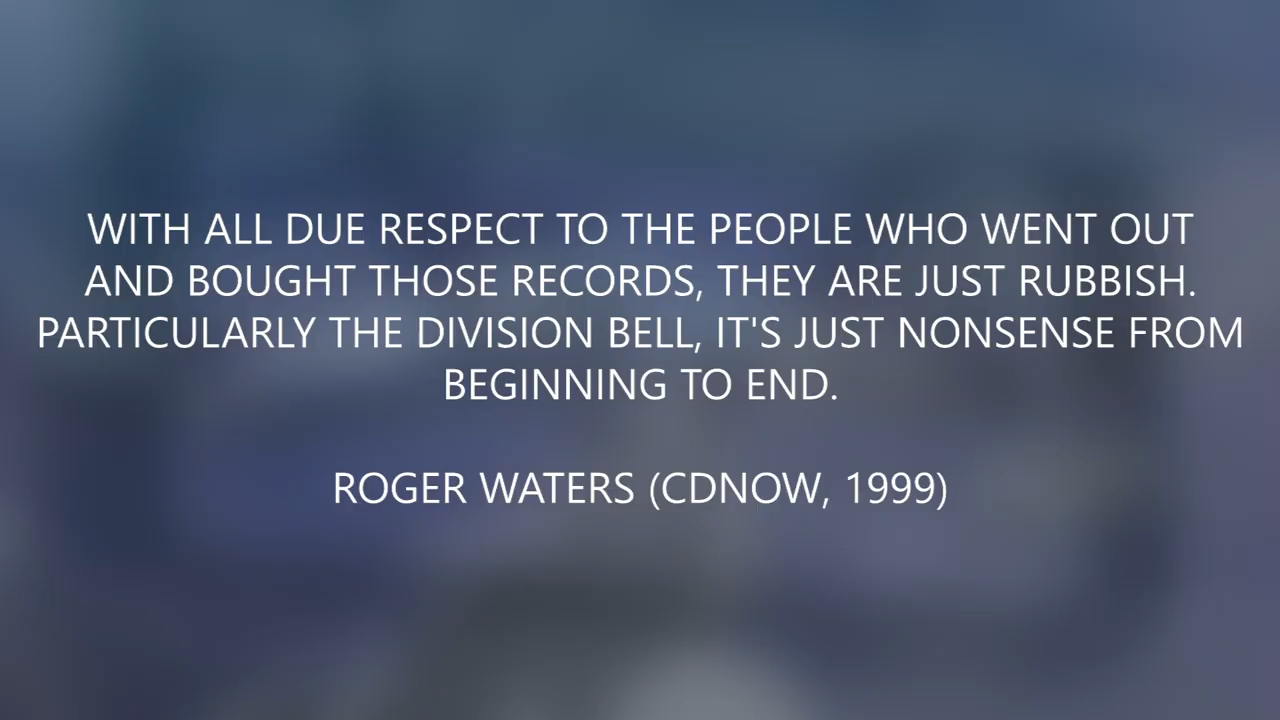 WITH ALL DUE RESPECT TO THE PEOPLE WHO WENT OUT
AND BOUGHT THOSE RECORDS, THEY ARE JUST RUBBISH.
PARTICULARLY THE DIVISION BELL, IT'S JUST NONSENSE FROM
BEGINNING TO END.
ROGER WATERS (CDNOW, 1999)